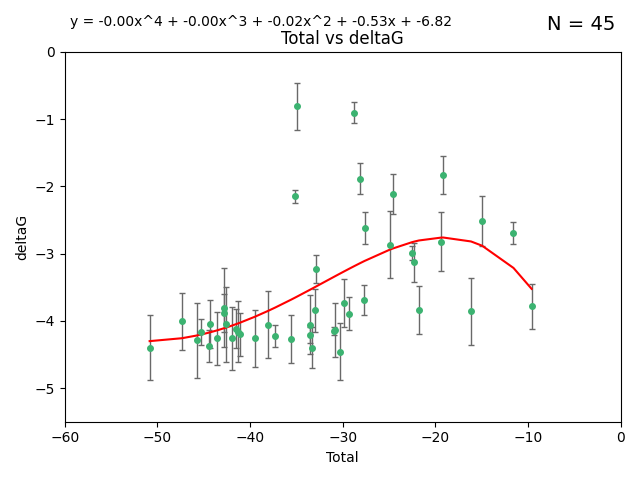 y = -0.00x^4 + -0.00x^3 + -0.02x^2 + -0.53x + -6.82
N = 45
Total vs deltaG
0
−1
−2
−3
−4
−5
deltaG
−60 −50 −40 −30 −20 −10 0
Total